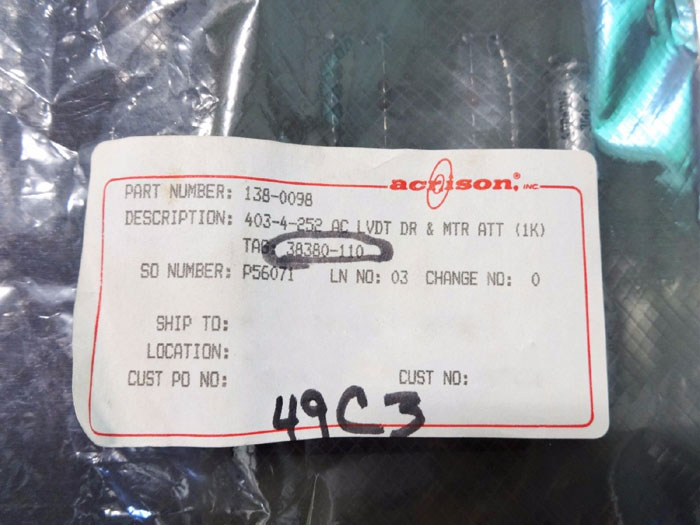 acrison® INC.
PART NUMBER: 138-0098
DESCRIPTION: 403-4-252 AC LVDT DR & MTR ATT (1K)
TAG: 38380-110
SO NUMBER: P56071 LN NO: 03 CHANGE NO: 0
SHIP TO:
LOCATION:
CUST PO NO: CUST NO:
49C3